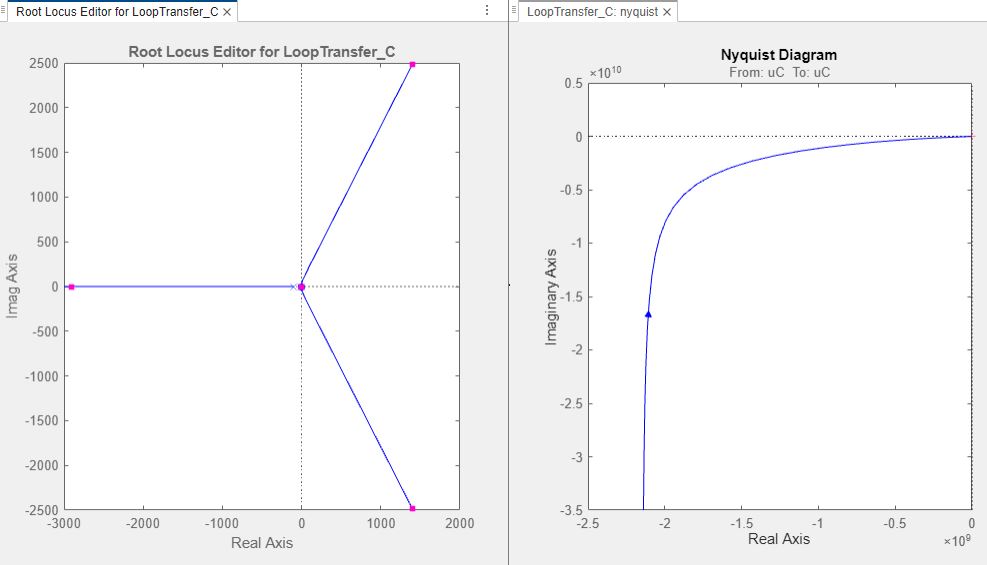 Root Locus Editor for LoopTransfer_C
LoopTransfer_C: nyquist
Root Locus Editor for LoopTransfer_C
2500
2000
1500
1000
500
0
-500
-1000
-1500
-2000
-2500
-3000 -2000 -1000 0 1000 2000
Imag Axis
Real Axis
Nyquist Diagram
From: uC To: uC
×10¹⁰
0.5
0
-0.5
-1
-1.5
-2
-2.5
-3
-3.5
-2.5 -2 -1.5 -1 -0.5 0
×10⁹
Imaginary Axis
Real Axis